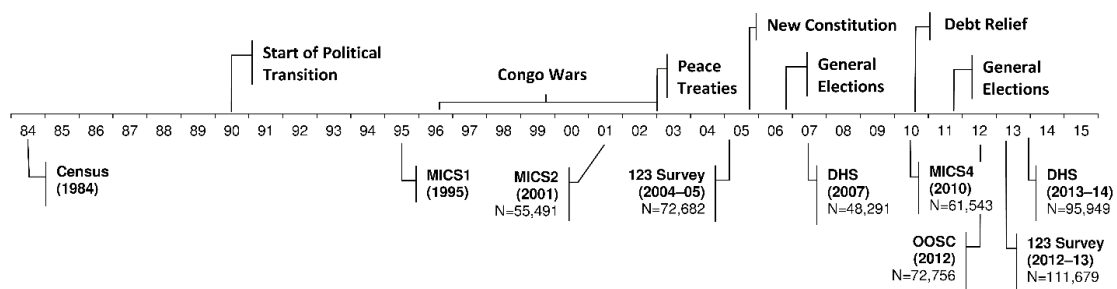 New Constitution
Debt Relief
Start of Political
Transition
Congo Wars
Peace
Treaties
General
Elections
General
Elections
84 85 86 87 88 89 90 91 92 93 94 95 96 97 98 99 00 01 02 03 04 05 06 07 08 09 10 11 12 13 14 15
Census
(1984)
MICS1
(1995)
MICS2
(2001)
N=55,491
123 Survey
(2004–05)
N=72,682
DHS
(2007)
N=48,291
MICS4
(2010)
N=61,543
DHS
(2013–14)
N=95,949
OOSC
(2012)
N=72,756
123 Survey
(2012–13)
N=111,679